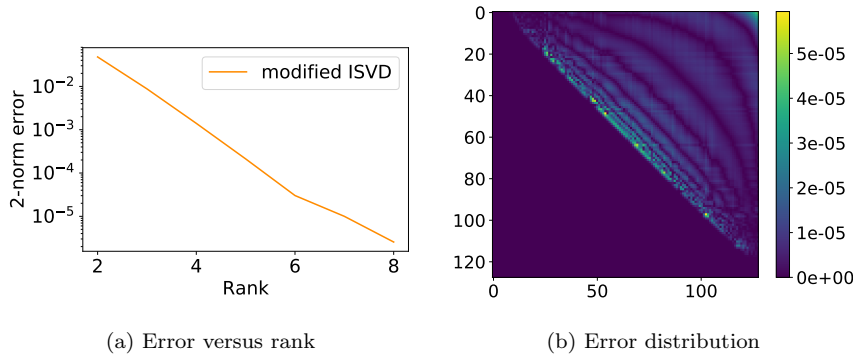 modified ISVD
10⁻²
10⁻³
10⁻⁴
10⁻⁵
2-norm error
2 4 6 8
Rank
(a) Error versus rank
0
20
40
60
80
100
120
0 50 100
5e-05
4e-05
3e-05
2e-05
1e-05
0e+00
(b) Error distribution